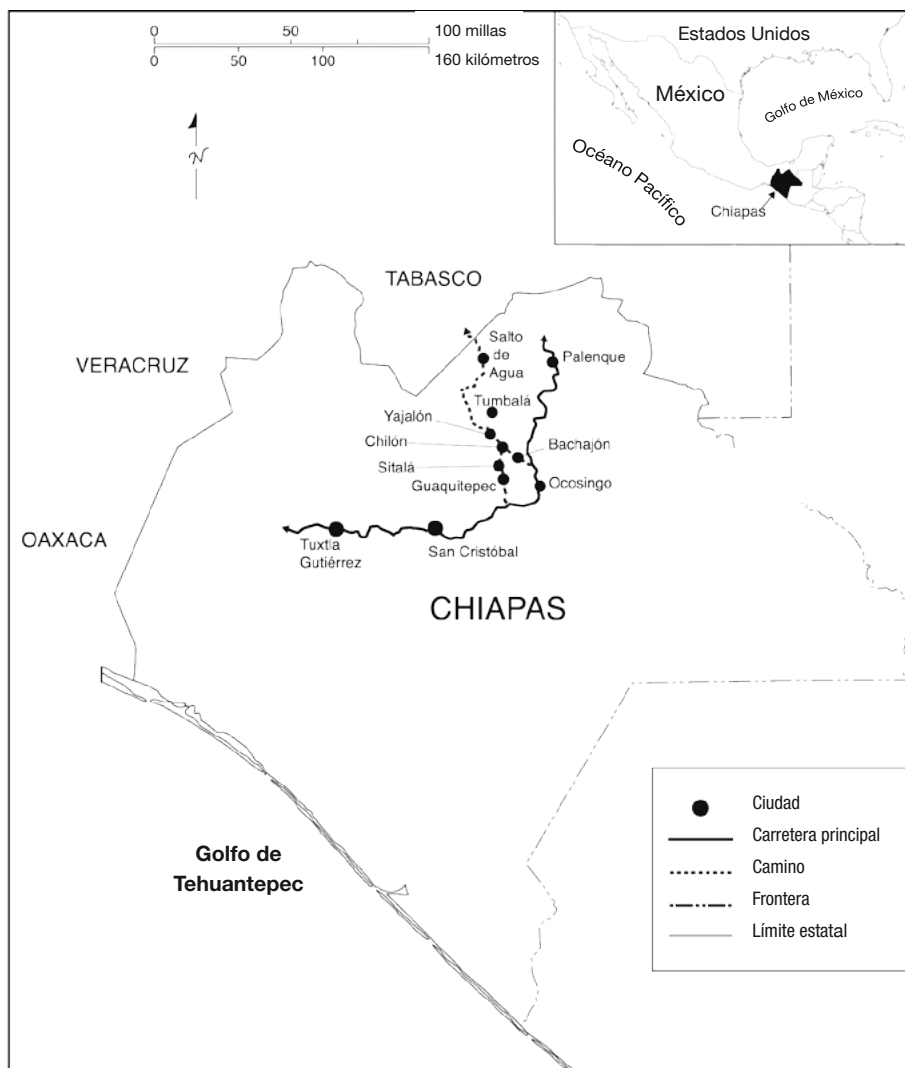 0 50 100 millas
0 50 100 160 kilómetros
N
Estados Unidos
México
Golfo de México
Océano Pacífico
Chiapas
TABASCO
VERACRUZ
OAXACA
Salto
de
Agua
Palenque
Tumbalá
Yajalón
Chilón
Bachajón
Sitalá
Guaquitepec
Ocosingo
Tuxtla
Gutiérrez
San Cristóbal
CHIAPAS
Golfo de
Tehuantepec
Ciudad
Carretera principal
Camino
Frontera
Límite estatal